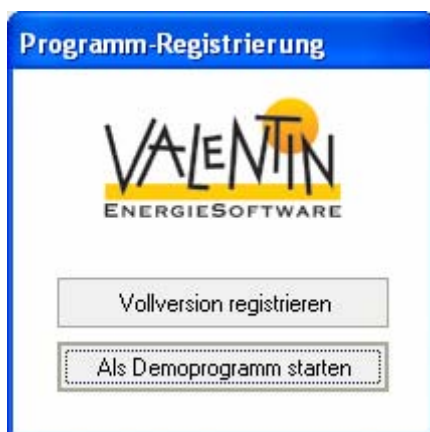 Programm-Registrierung
VALENTIN
ENERGIESOFTWARE
Vollversion registrieren
Als Demoprogramm starten